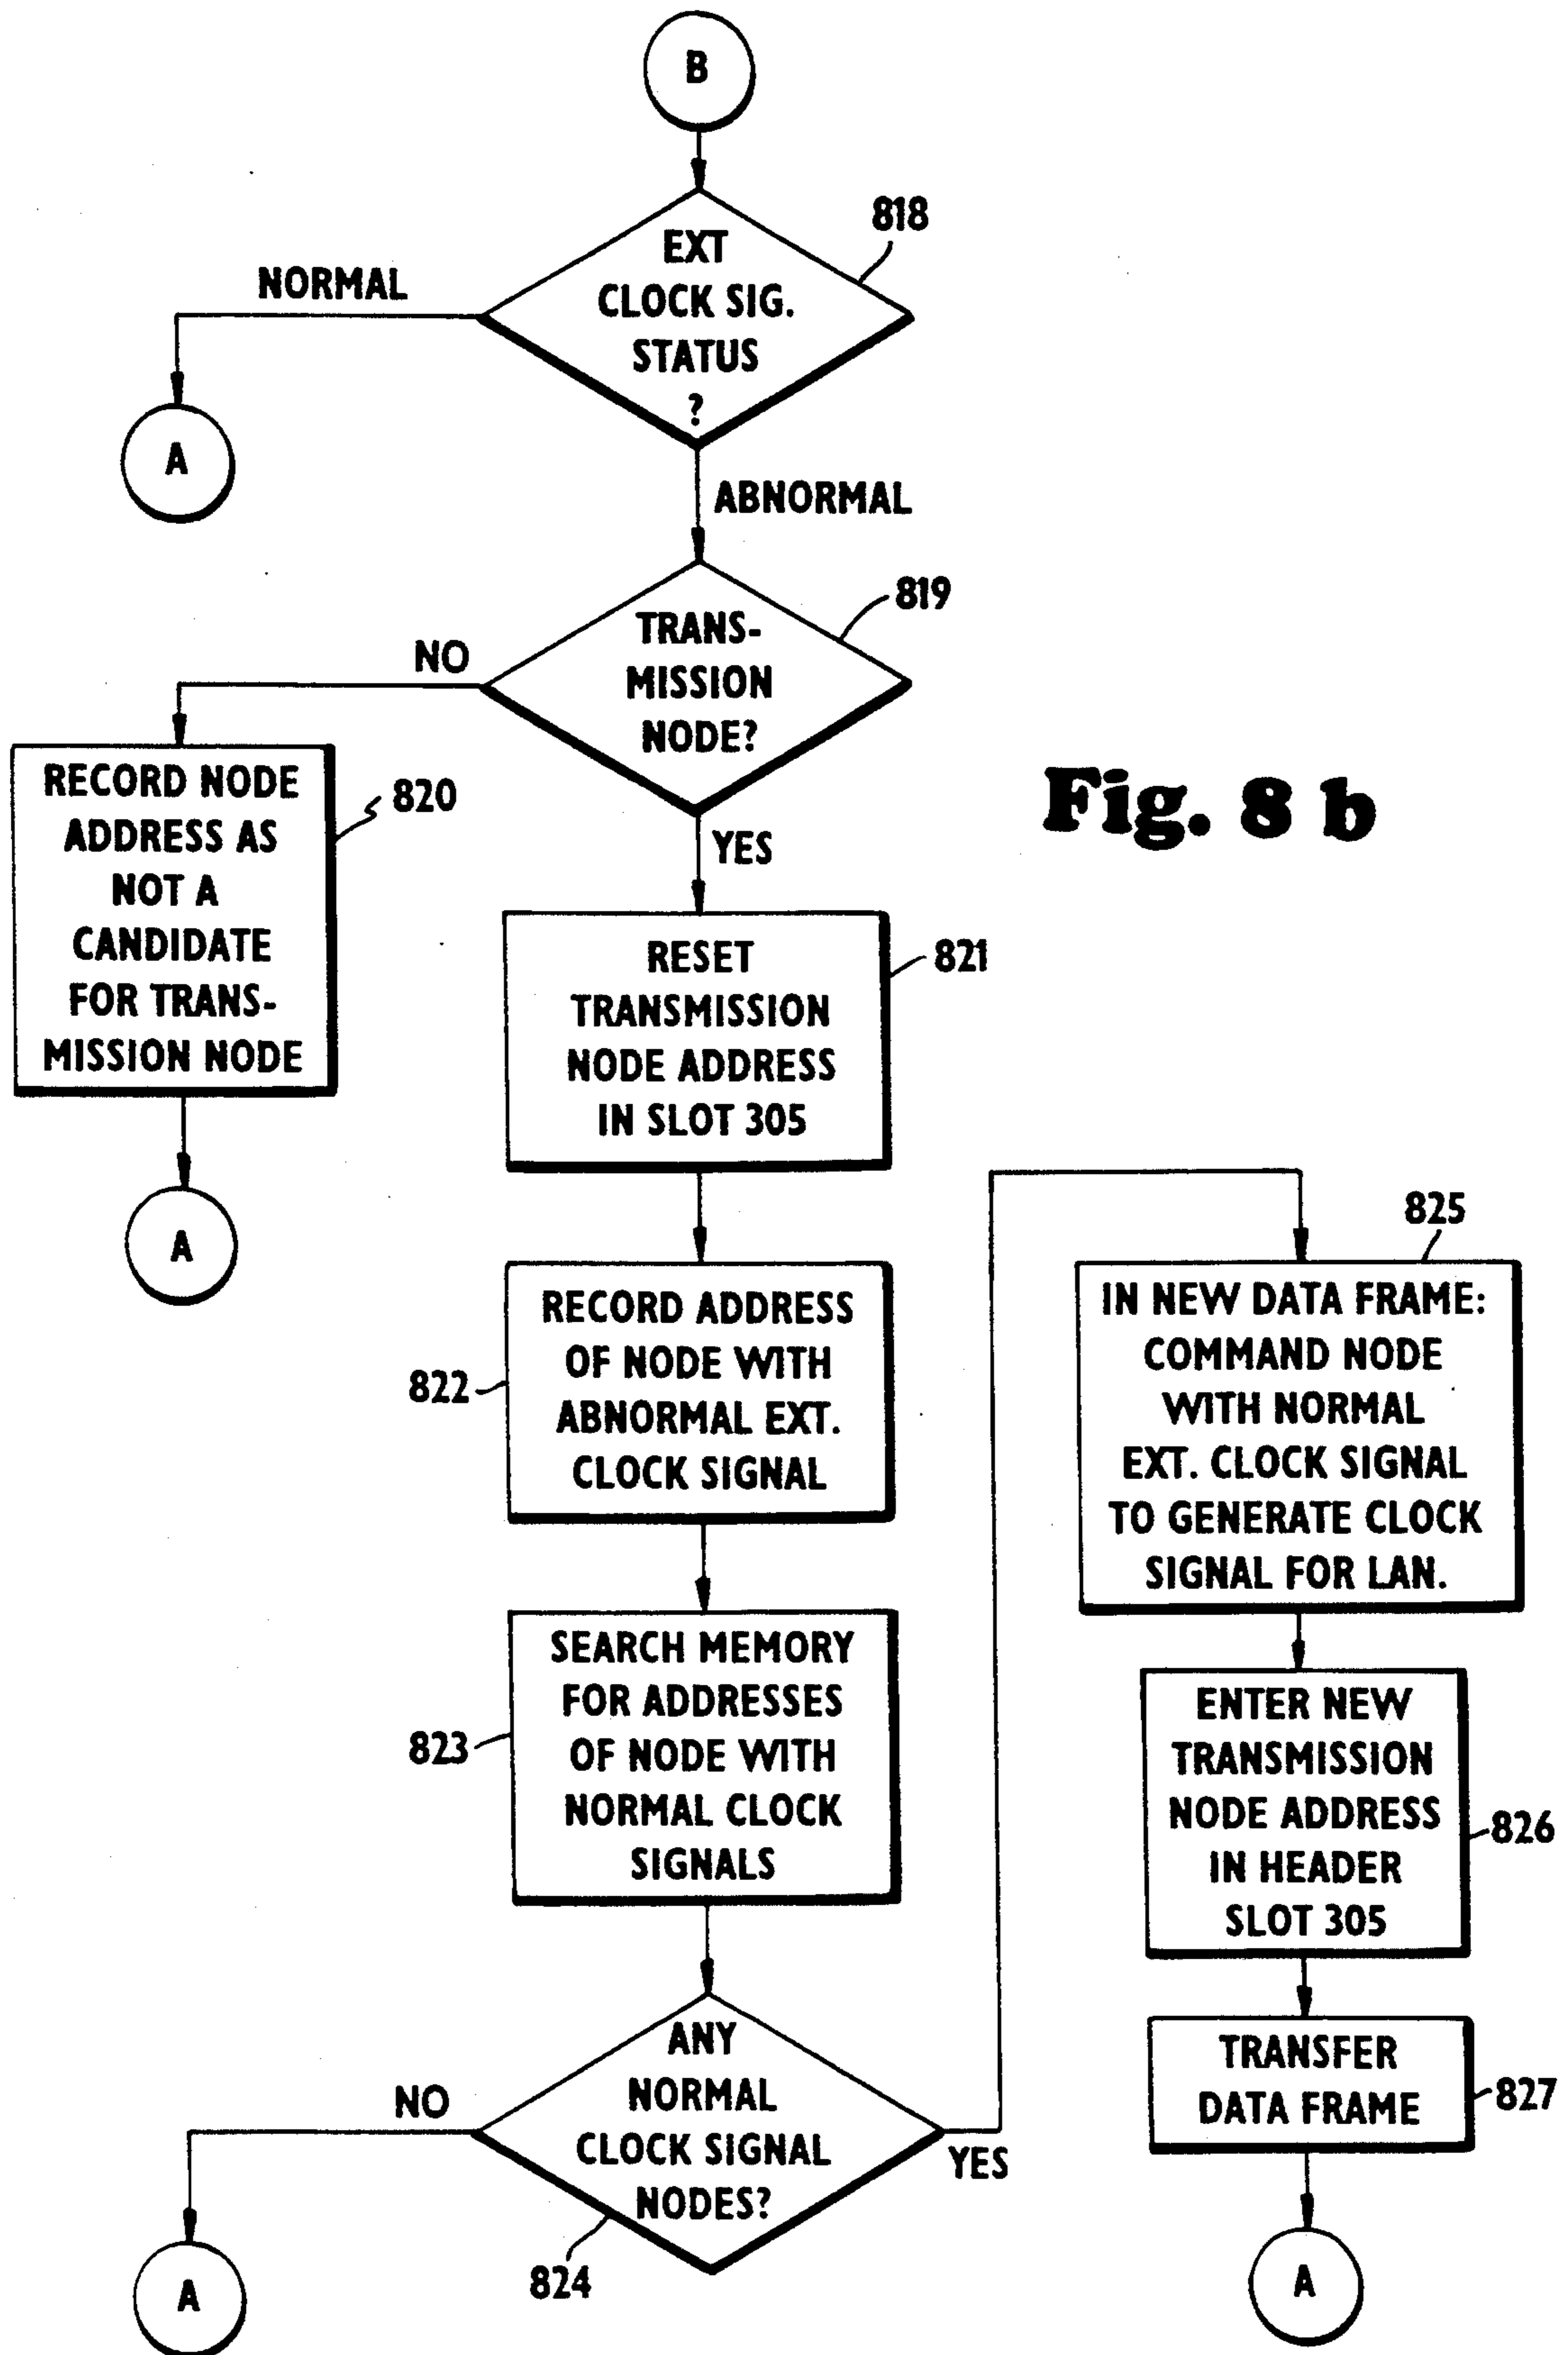 B
818
EXT
CLOCK SIG.
STATUS
?
NORMAL
A
ABNORMAL
819
TRANS-
MISSION
NODE?
NO
YES
RECORD NODE
ADDRESS AS
NOT A
CANDIDATE
FOR TRANS-
MISSION NODE
820
A
Fig. 8 b
RESET
TRANSMISSION
NODE ADDRESS
IN SLOT 305
821
RECORD ADDRESS
OF NODE WITH
ABNORMAL EXT.
CLOCK SIGNAL
822
SEARCH MEMORY
FOR ADDRESSES
OF NODE WITH
NORMAL CLOCK
SIGNALS
823
ANY
NORMAL
CLOCK SIGNAL
NODES?
824
NO
A
YES
825
IN NEW DATA FRAME:
COMMAND NODE
WITH NORMAL
EXT. CLOCK SIGNAL
TO GENERATE CLOCK
SIGNAL FOR LAN.
ENTER NEW
TRANSMISSION
NODE ADDRESS
IN HEADER
SLOT 305
826
TRANSFER
DATA FRAME
827
A